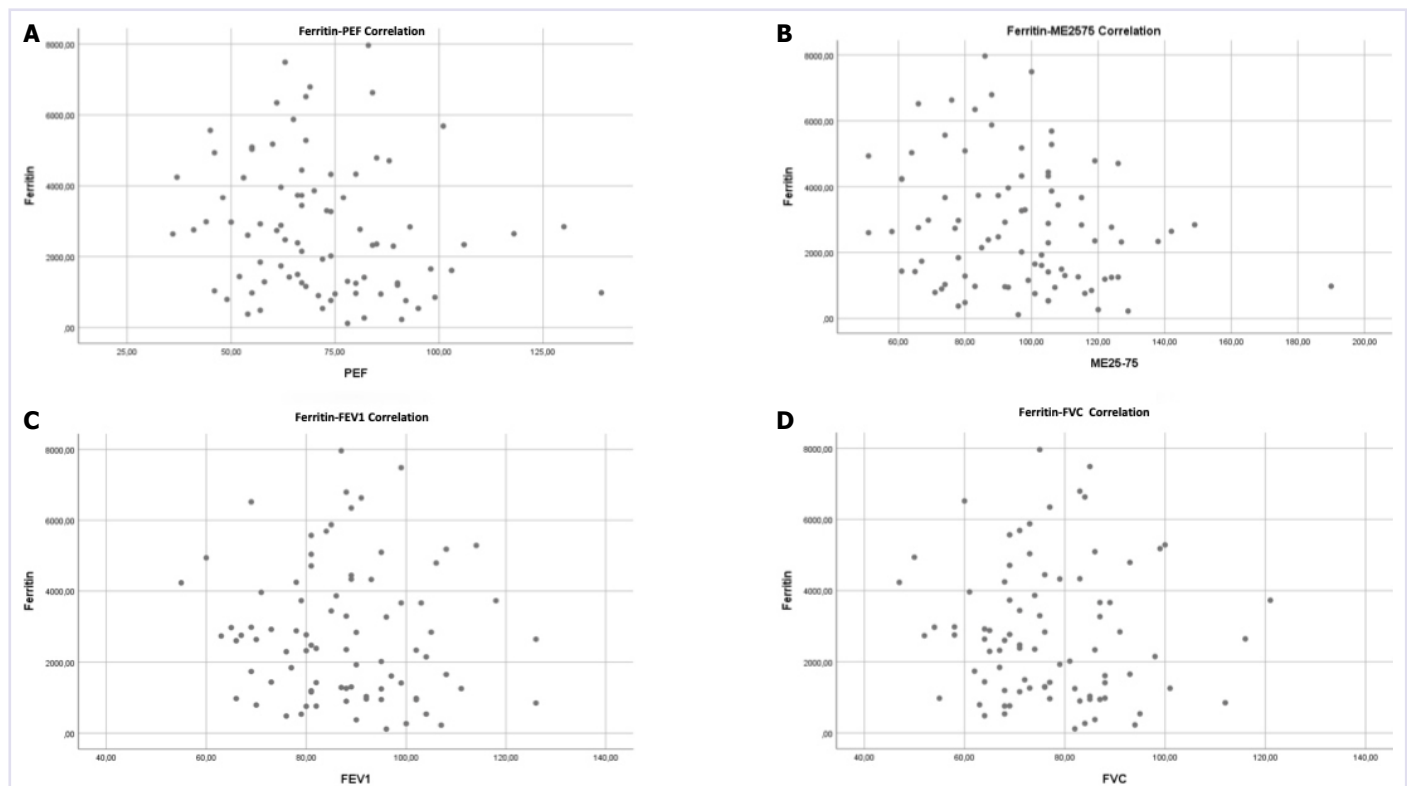 A
Ferritin-PEF Correlation
8000,00
6000,00
4000,00
2000,00
,00
Ferritin
25,00 50,00 75,00 100,00 125,00
PEF
B
Ferritin-ME2575 Correlation
8000,00
6000,00
4000,00
2000,00
,00
Ferritin
60,00 80,00 100,00 120,00 140,00 160,00 180,00 200,00
ME25-75
C
Ferritin-FEV1 Correlation
8000,00
6000,00
4000,00
2000,00
,00
Ferritin
40,00 60,00 80,00 100,00 120,00 140,00
FEV1
D
Ferritin-FVC Correlation
8000,00
6000,00
4000,00
2000,00
,00
Ferritin
40,00 60,00 80,00 100,00 120,00 140,00
FVC